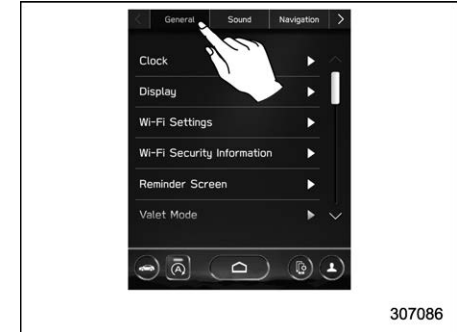 General Sound Navigation
Clock
Display
Wi-Fi Settings
Wi-Fi Security Information
Reminder Screen
Valet Mode
A
307086